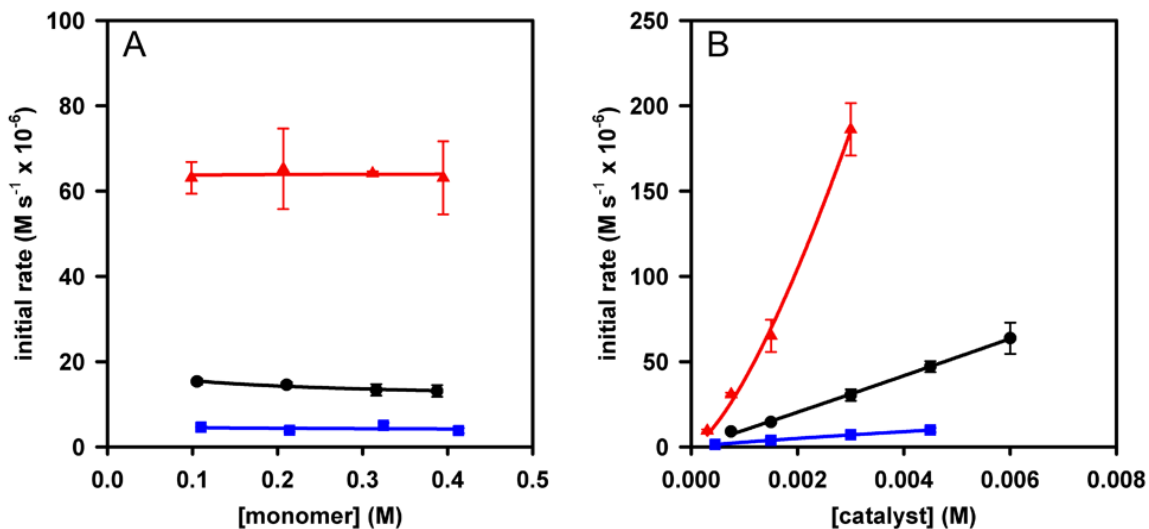 A
100
80
60
40
20
0
0.0 0.1 0.2 0.3 0.4 0.5
initial rate (M s⁻¹ x 10⁻⁶)
[monomer] (M)
B
250
200
150
100
50
0
0.000 0.002 0.004 0.006 0.008
initial rate (M s⁻¹ x 10⁻⁶)
[catalyst] (M)